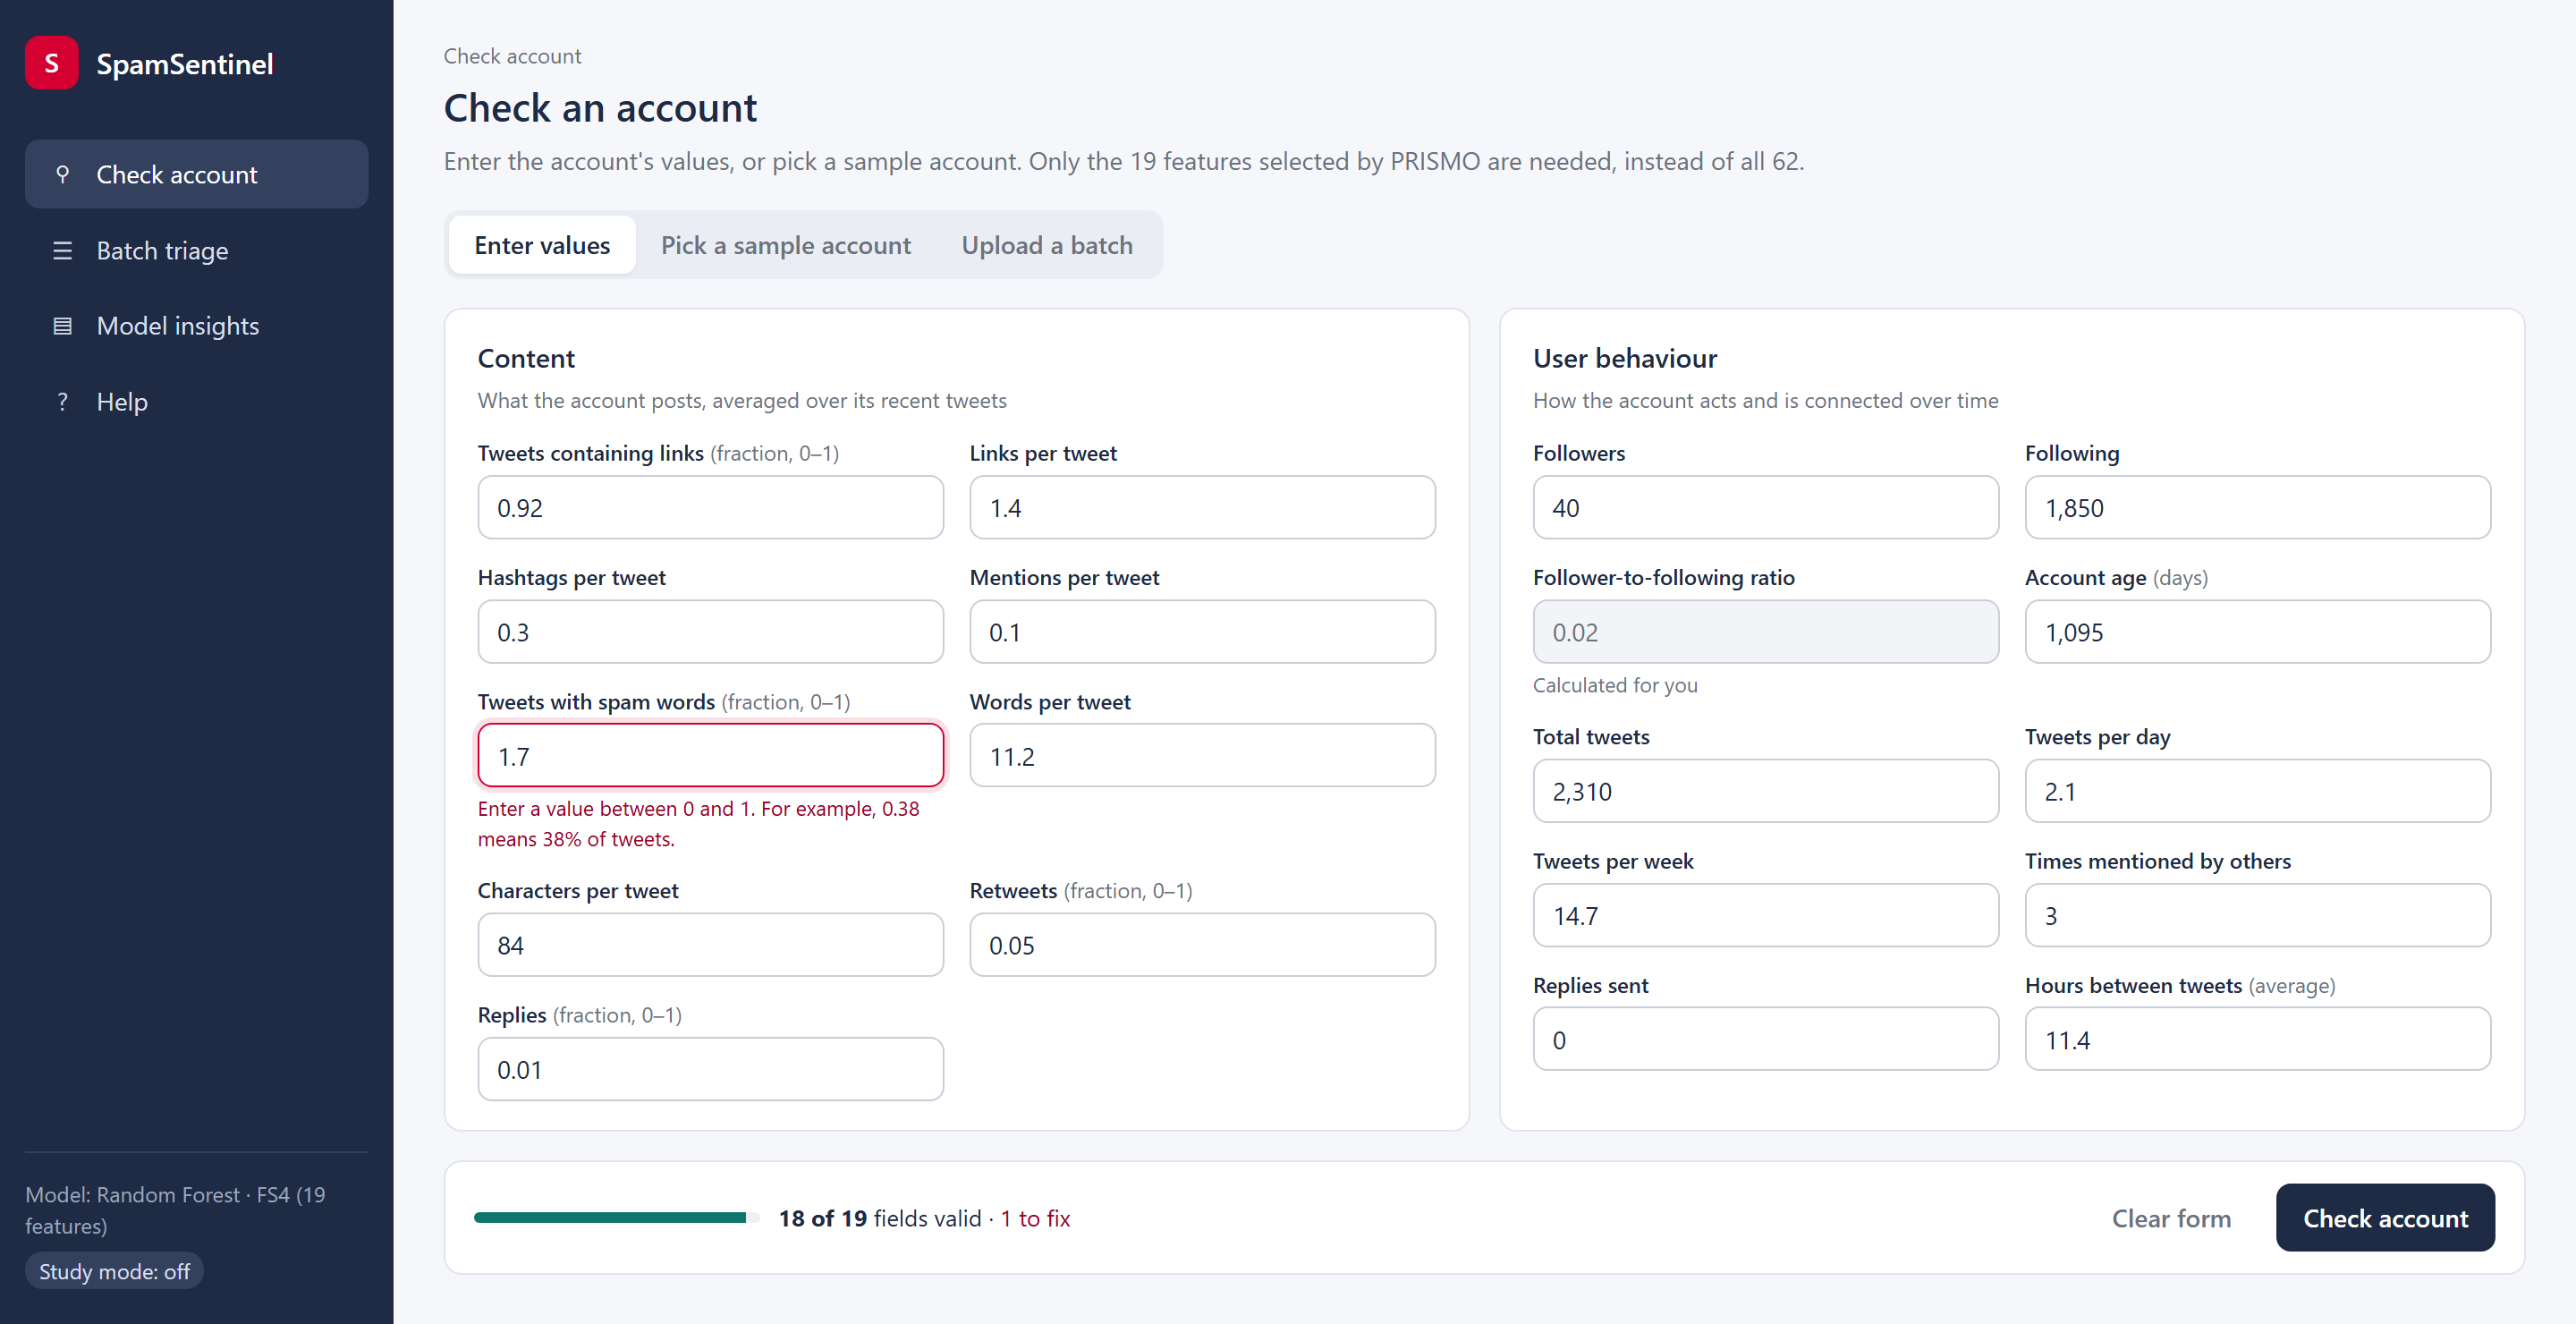 S
SpamSentinel
Check account
Batch triage
Model insights
? Help
Model: Random Forest · FS4 (19
features)
Study mode: off
Check account
Check an account
Enter the account's values, or pick a sample account. Only the 19 features selected by PRISMO are needed, instead of all 62.
Enter values
Pick a sample account
Upload a batch
Content
What the account posts, averaged over its recent tweets
Tweets containing links (fraction, 0–1)
0.92
Links per tweet
1.4
Hashtags per tweet
0.3
Mentions per tweet
0.1
Tweets with spam words (fraction, 0–1)
1.7
Enter a value between 0 and 1. For example, 0.38
means 38% of tweets.
Words per tweet
11.2
Characters per tweet
84
Retweets (fraction, 0–1)
0.05
Replies (fraction, 0–1)
0.01
User behaviour
How the account acts and is connected over time
Followers
40
Following
1,850
Follower-to-following ratio
0.02
Calculated for you
Account age (days)
1,095
Total tweets
2,310
Tweets per day
2.1
Tweets per week
14.7
Times mentioned by others
3
Replies sent
0
Hours between tweets (average)
11.4
18 of 19 fields valid · 1 to fix
Clear form
Check account